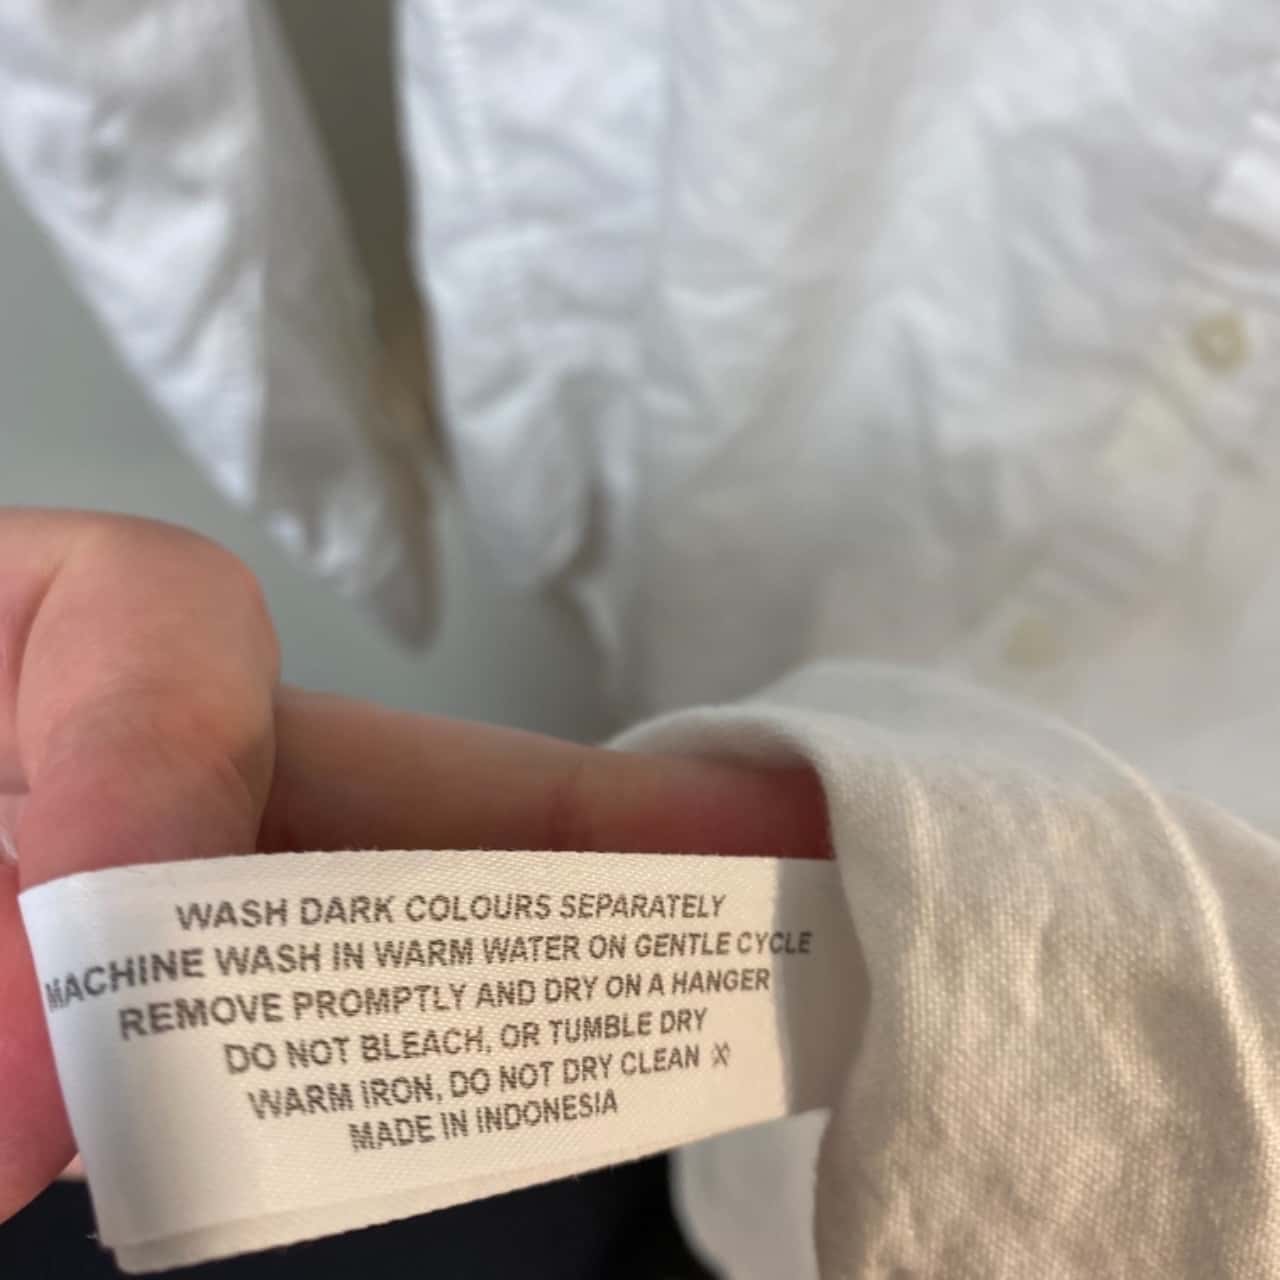 WASH DARK COLOURS SEPARATELY
MACHINE WASH IN WARM WATER ON GENTLE CYCLE
REMOVE PROMPTLY AND DRY ON A HANGER
DO NOT BLEACH, OR TUMBLE DRY
WARM IRON, DO NOT DRY CLEAN
MADE IN INDONESIA